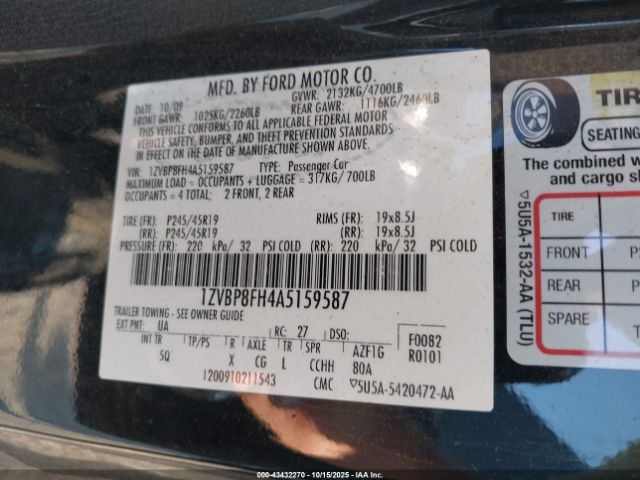 MFD. BY FORD MOTOR CO.
DATE: 10/09 GVWR: 2132KG/4700LB
FRONT GAWR: 1025KG/2260LB REAR GAWR: 1116KG/2460LB
THIS VEHICLE CONFORMS TO ALL APPLICABLE FEDERAL MOTOR
VEHICLE SAFETY, BUMPER, AND THEFT PREVENTION STANDARDS
IN EFFECT ON THE DATE OF MANUFACTURE SHOWN ABOVE.
VIN: 1ZVBP8FH4A5159587 TYPE: Passenger Car
MAXIMUM LOAD = OCCUPANTS + LUGGAGE = 317KG/700LB
OCCUPANTS = 4 TOTAL: 2 FRONT, 2 REAR
TIRE (FR): P245/45R19 RIMS (FR): 19x8.5J
(RR): P245/45R19 (RR): 19x8.5J
PRESSURE (FR): 220 kPa/ 32 PSI COLD (RR): 220 kPa/ 32 PSI COLD
1ZVBP8FH4A5159587
TRAILER TOWING - SEE OWNER GUIDE
EXT PNT: UA RC: 27 DSO: F0082
INT TR TP/PS R AXLE TR SPR AZF1G R0101
5Q X CG L CCHH 80A
1200910211543 CMC ▽5U5A-5420472-AA
TIR
SEATING
The combined w
and cargo sh
TIRE
FRONT P
REAR P
SPARE T
▽5U5A-1532-AA (TLU)
Stock No: 000-43432270 - 10/15/2025 - Copyright © IAA, LLC